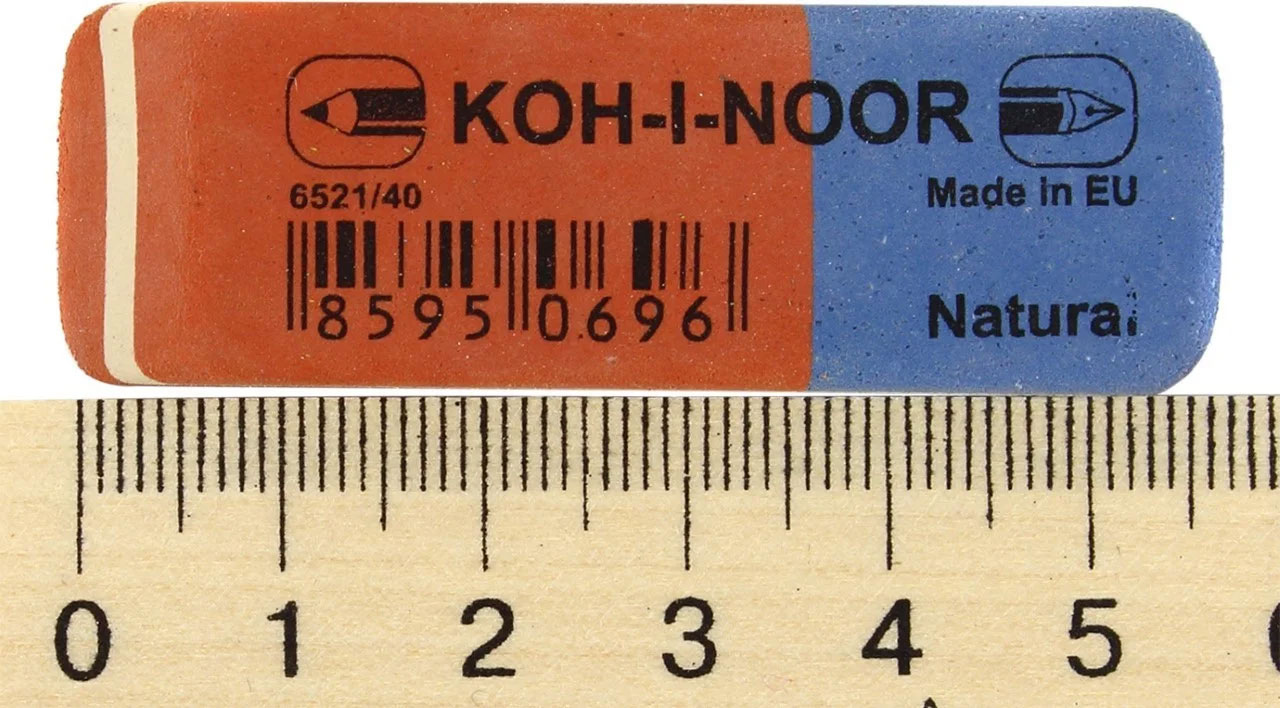 KOH-I-NOOR
6521/40
Made in EU
8595 0696
Natural
0 1 2 3 4 5